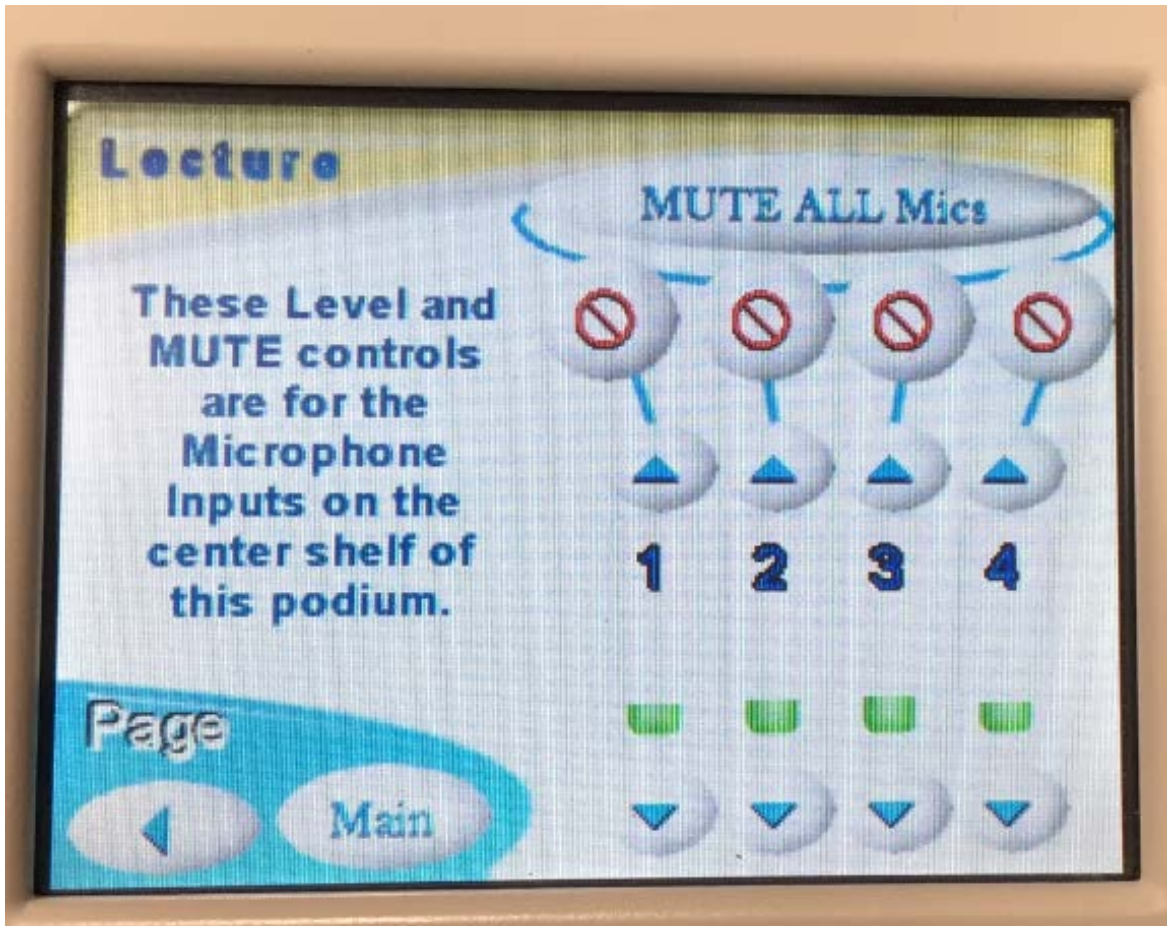 Lecture
MUTE ALL Mics
These Level and
MUTE controls
are for the
Microphone
Inputs on the
center shelf of
this podium.
1 2 3 4
Page
Main